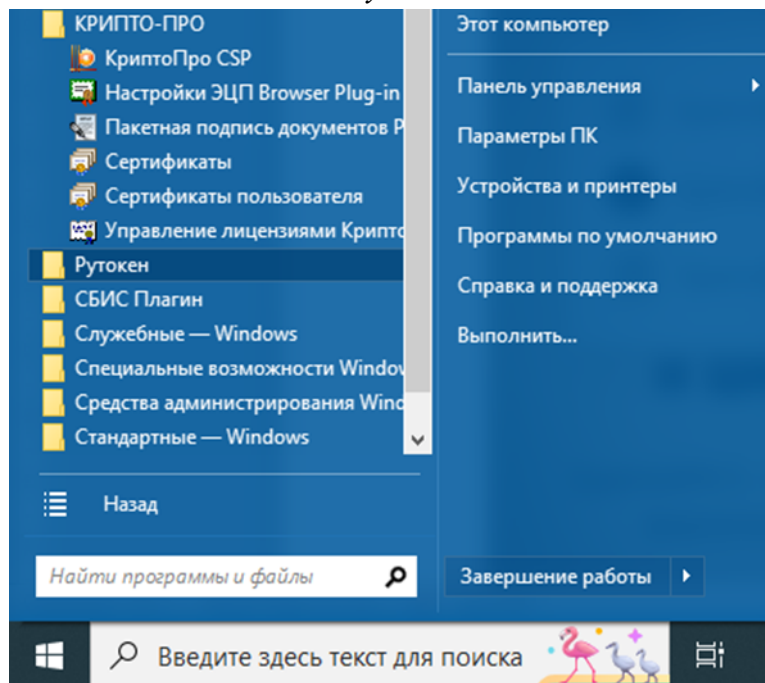 КРИПТО-ПРО
КриптоПро CSP
Настройки ЭЦП Browser Plug-in
Пакетная подпись документов P
Сертификаты
Сертификаты пользователя
Управление лицензиями Крипто
Рутокен
СБИС Плагин
Служебные — Windows
Специальные возможности Window
Средства администрирования Wind
Стандартные — Windows
Назад
Найти программы и файлы
Этот компьютер
Панель управления
Параметры ПК
Устройства и принтеры
Программы по умолчанию
Справка и поддержка
Выполнить...
Завершение работы
Введите здесь текст для поиска